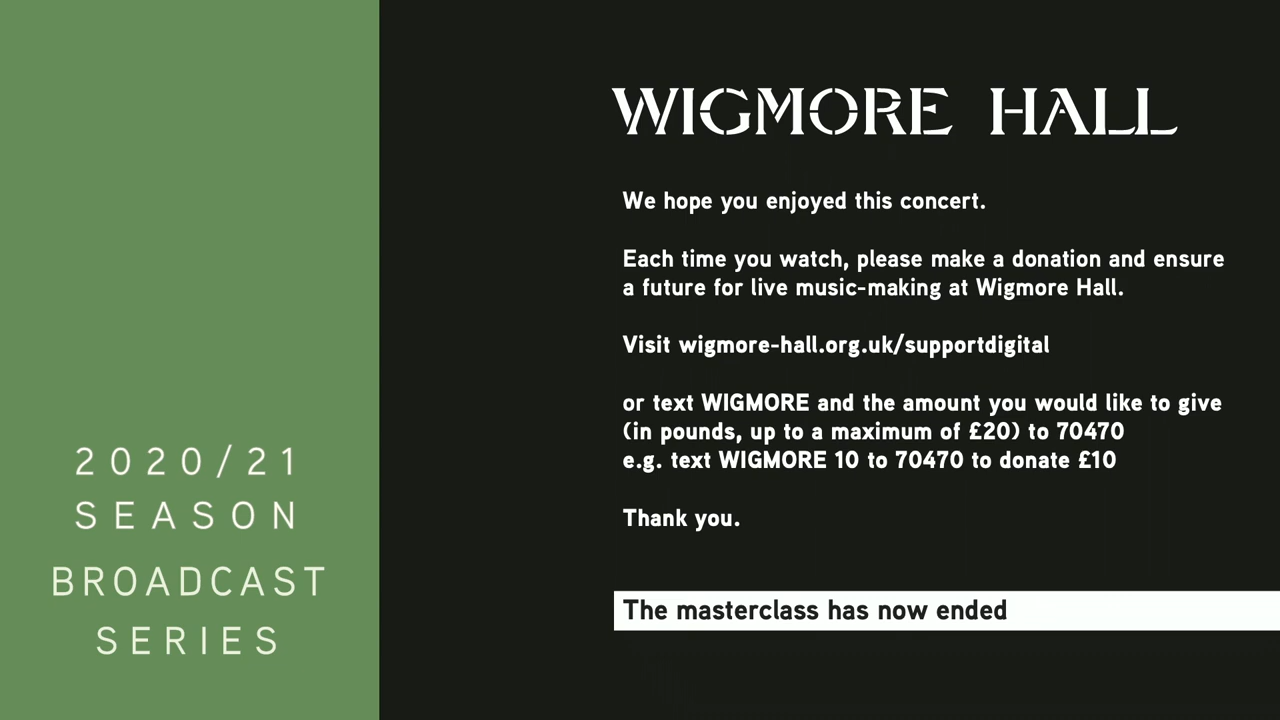 2020/21
SEASON
BROADCAST
SERIES
WIGMORE HALL
We hope you enjoyed this concert.
Each time you watch, please make a donation and ensure
a future for live music-making at Wigmore Hall.
Visit wigmore-hall.org.uk/supportdigital
or text WIGMORE and the amount you would like to give
(in pounds, up to a maximum of £20) to 70470
e.g. text WIGMORE 10 to 70470 to donate £10
Thank you.
The masterclass has now ended